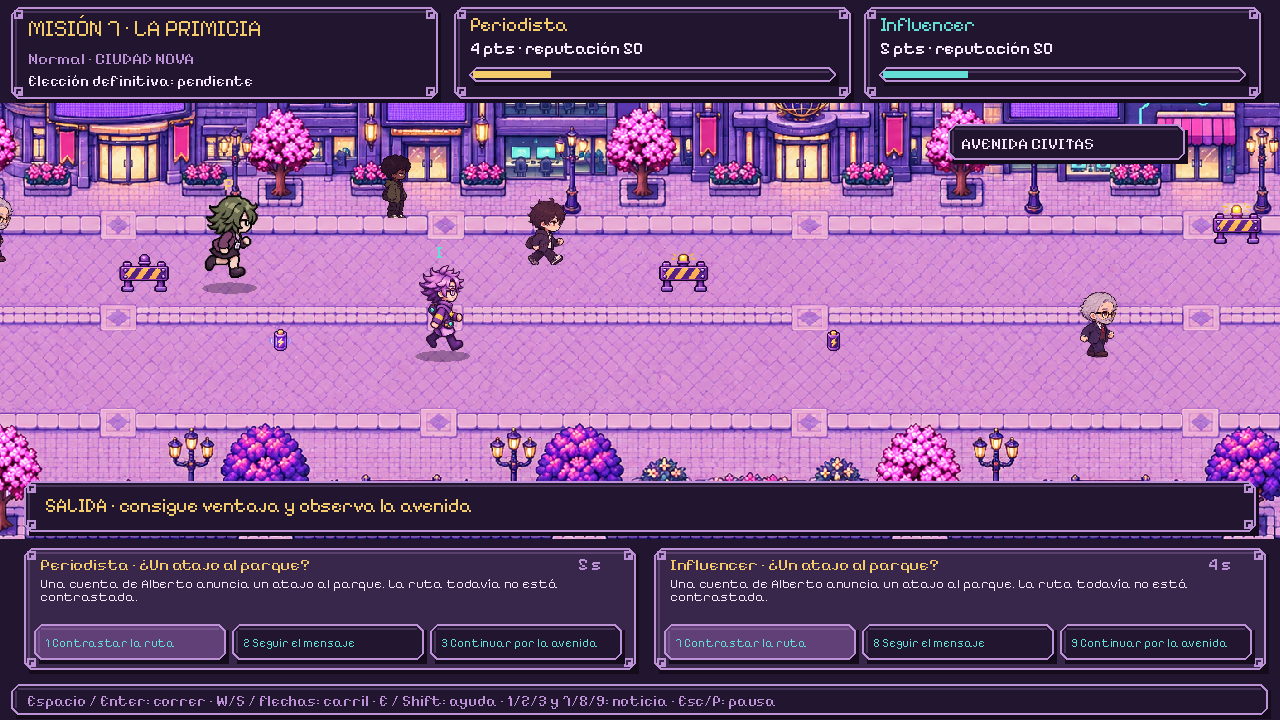 MISIÓN 7 · LA PRIMICIA
Normal · CIUDAD NOVA
Elección definitiva: pendiente
Periodista
4 pts · reputación 50
Influencer
5 pts · reputación 50
AVENIDA CIVITAS
SALIDA · consigue ventaja y observa la avenida
Periodista · ¿Un atajo al parque?
5 s
Una cuenta de Alberto anuncia un atajo al parque. La ruta todavía no está
contrastada.
1 Contrastar la ruta
2 Seguir el mensaje
3 Continuar por la avenida
Influencer · ¿Un atajo al parque?
4 s
Una cuenta de Alberto anuncia un atajo al parque. La ruta todavía no está
contrastada.
7 Contrastar la ruta
8 Seguir el mensaje
9 Continuar por la avenida
Espacio / Enter: correr · W/S / flechas: carril · E / Shift: ayuda · 1/2/3 y 7/8/9: noticia · Esc/P: pausa